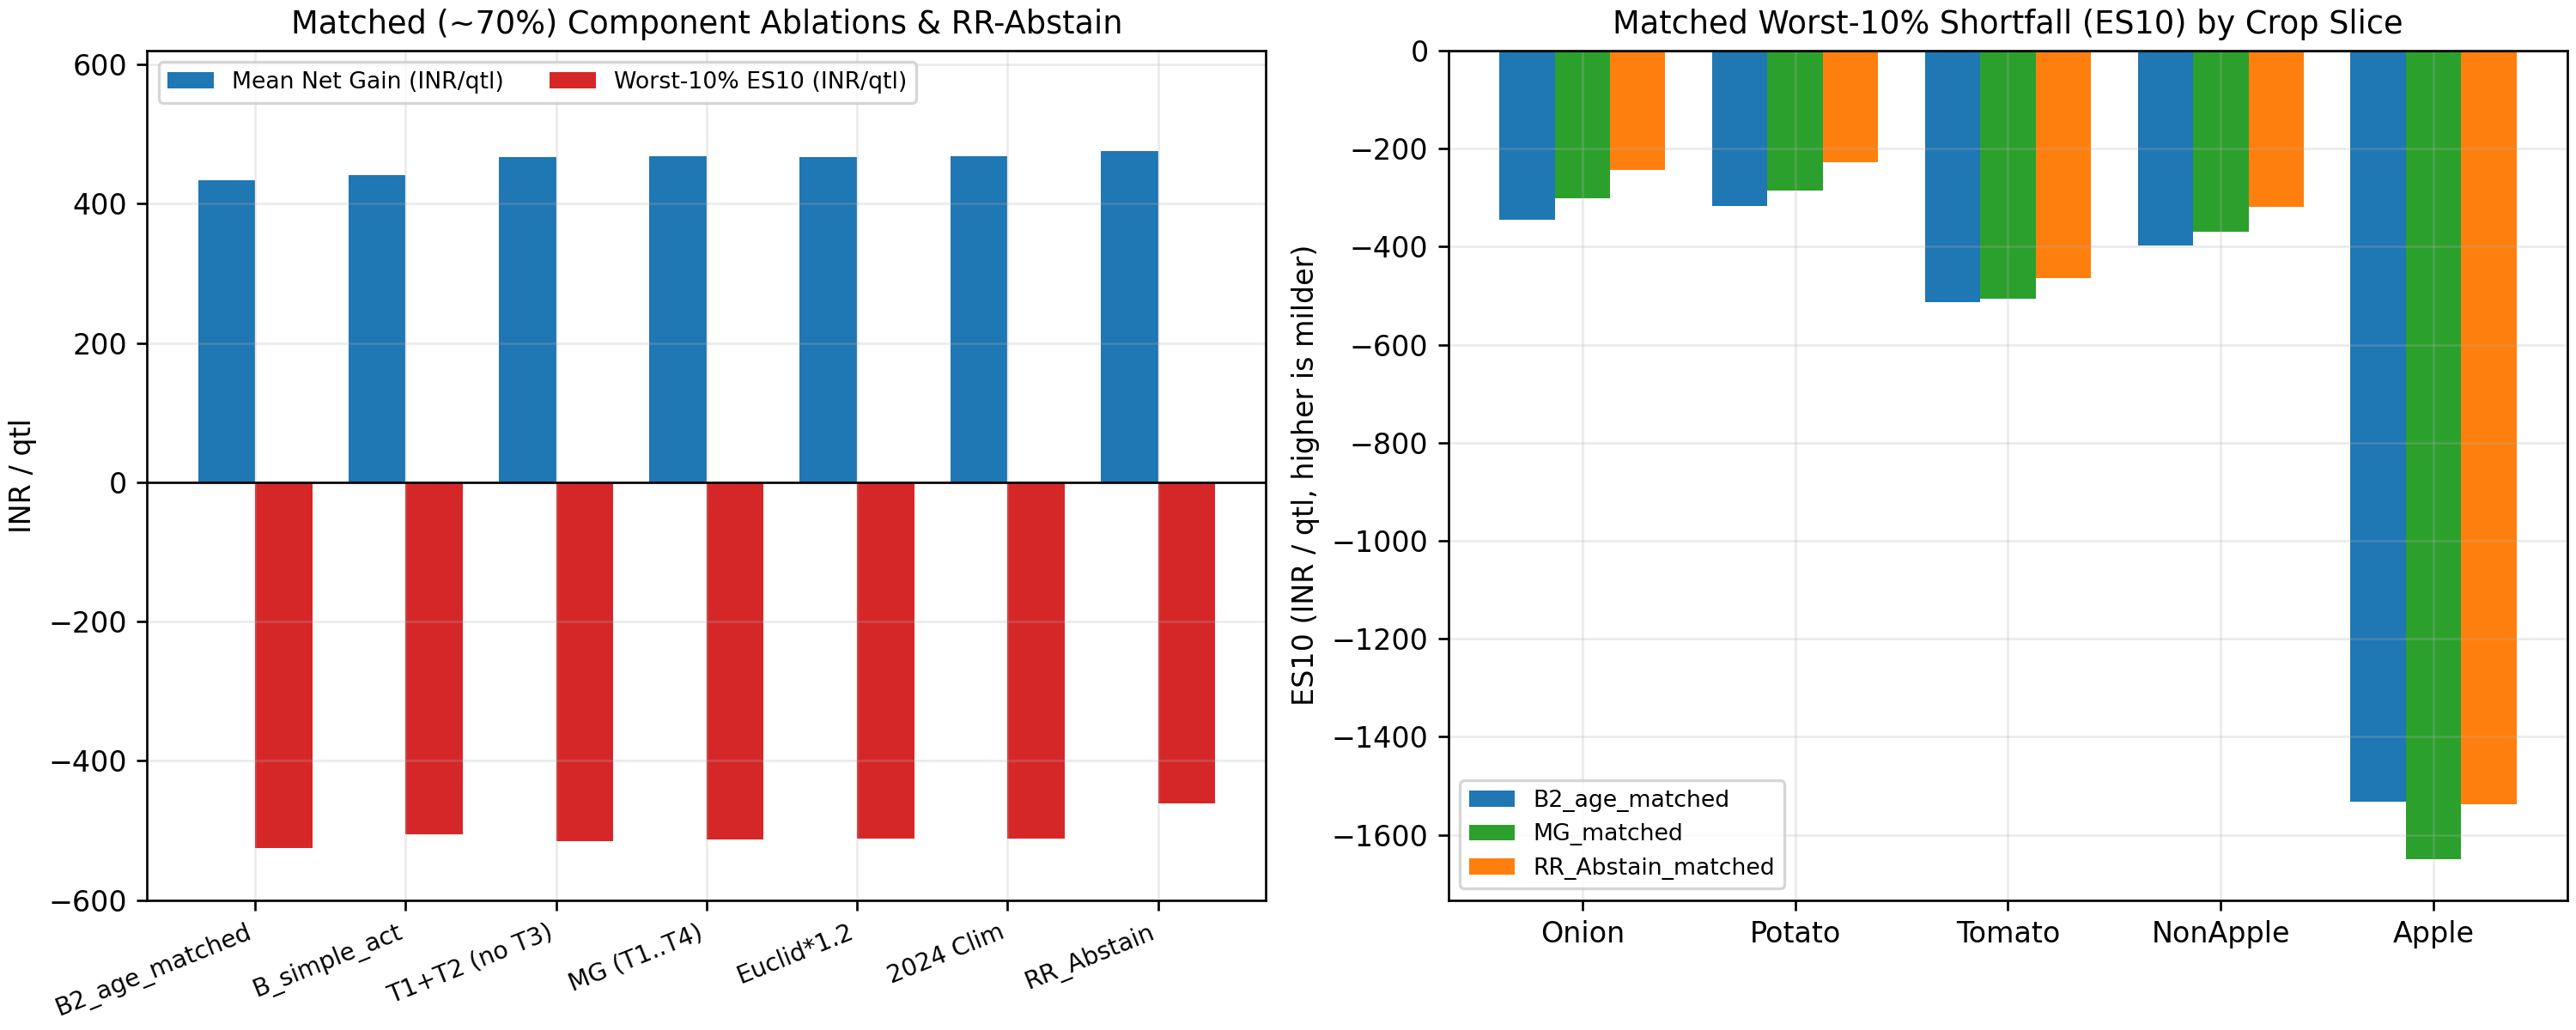 Matched (~70%) Component Ablations & RR-Abstain
Mean Net Gain (INR/qtl)
Worst-10% ES10 (INR/qtl)
INR / qtl
600
400
200
0
−200
−400
−600
B2_age_matched
B_simple_act
T1+T2 (no T3)
MG (T1..T4)
Euclid*1.2
2024 Clim
RR_Abstain
Matched Worst-10% Shortfall (ES10) by Crop Slice
ES10 (INR / qtl, higher is milder)
0
−200
−400
−600
−800
−1000
−1200
−1400
−1600
B2_age_matched
MG_matched
RR_Abstain_matched
Onion
Potato
Tomato
NonApple
Apple